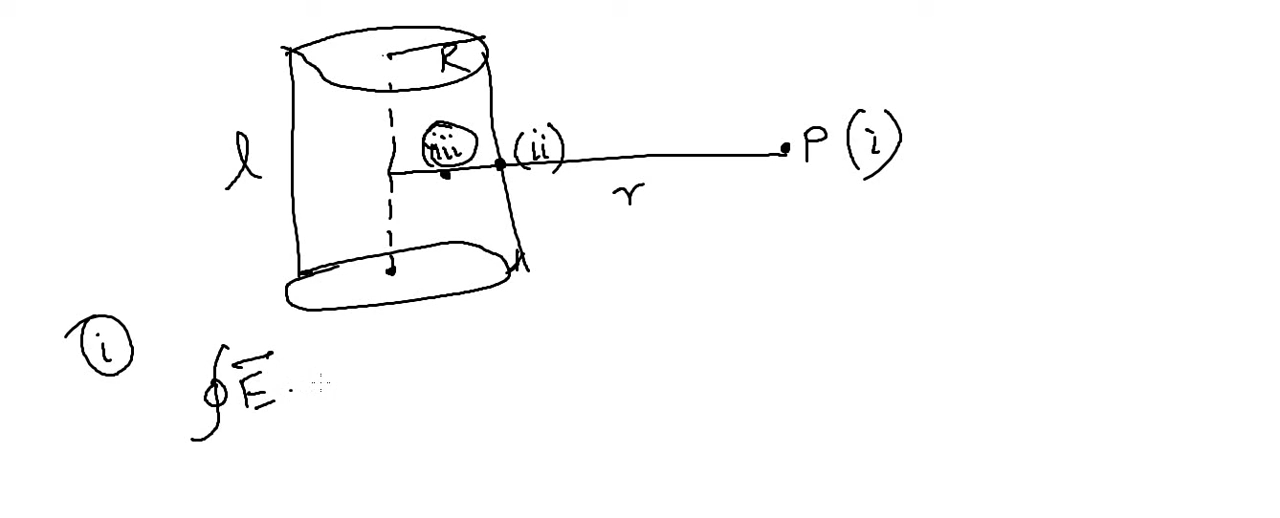 R
l
iii (ii) P (i)
r
i
∮E⃗ .